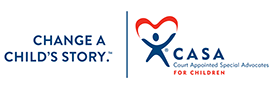 CHANGE A
CHILD'S STORY.™
CASA
Court Appointed Special Advocates
FOR CHILDREN